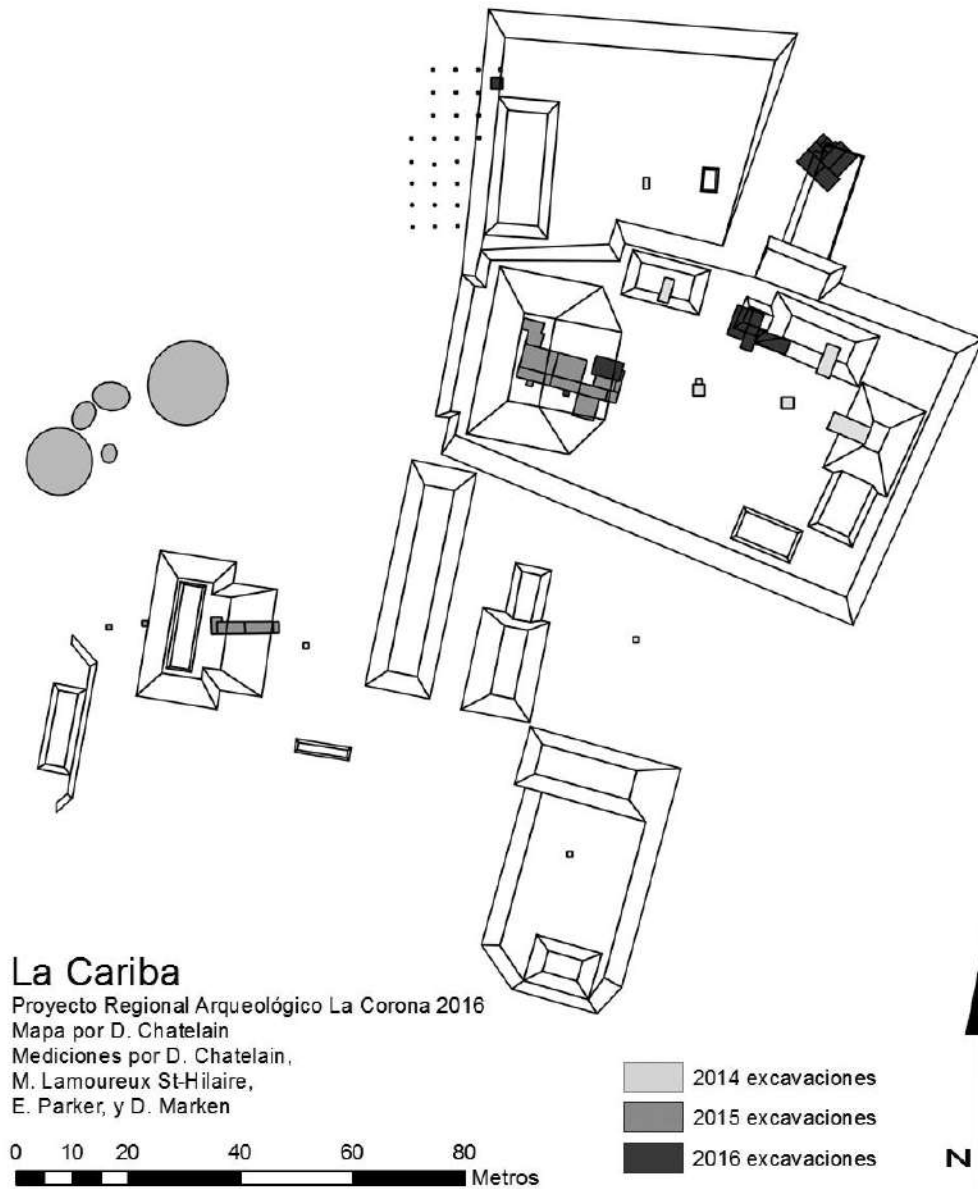 La Cariba
Proyecto Regional Arqueológico La Corona 2016
Mapa por D. Chatelain
Mediciones por D. Chatelain,
M. Lamoureux St-Hilaire,
E. Parker, y D. Marken
0 10 20 40 60 80
Metros
2014 excavaciones
2015 excavaciones
2016 excavaciones
N